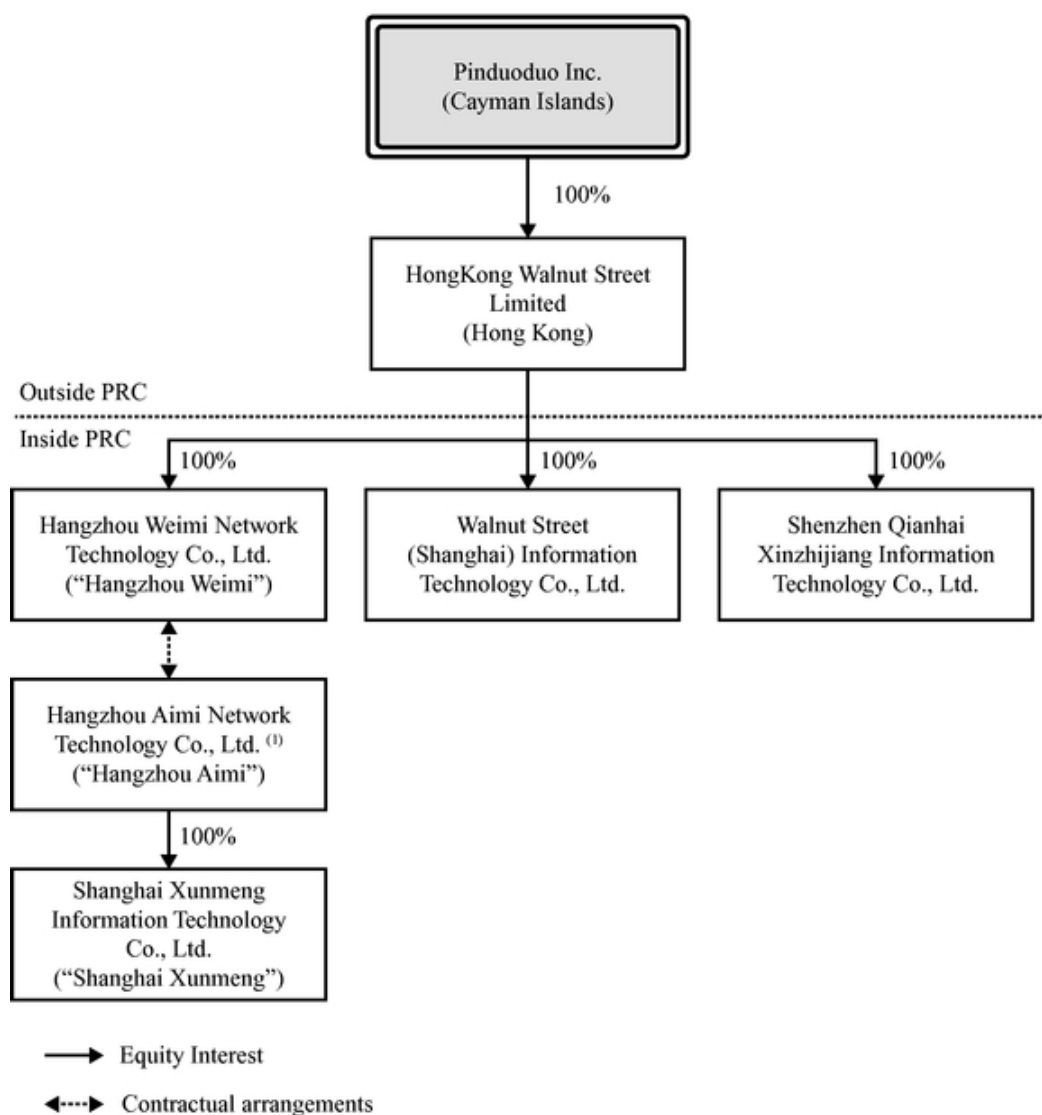 Pinduoduo Inc.
(Cayman Islands)
100%
HongKong Walnut Street
Limited
(Hong Kong)
Outside PRC
Inside PRC
100%
100%
100%
Hangzhou Weimi Network
Technology Co., Ltd.
(“Hangzhou Weimi”)
Walnut Street
(Shanghai) Information
Technology Co., Ltd.
Shenzhen Qianhai
Xinzhijiang Information
Technology Co., Ltd.
Hangzhou Aimi Network
Technology Co., Ltd. (1)
(“Hangzhou Aimi”)
100%
Shanghai Xunmeng
Information Technology
Co., Ltd.
(“Shanghai Xunmeng”)
Equity Interest
Contractual arrangements